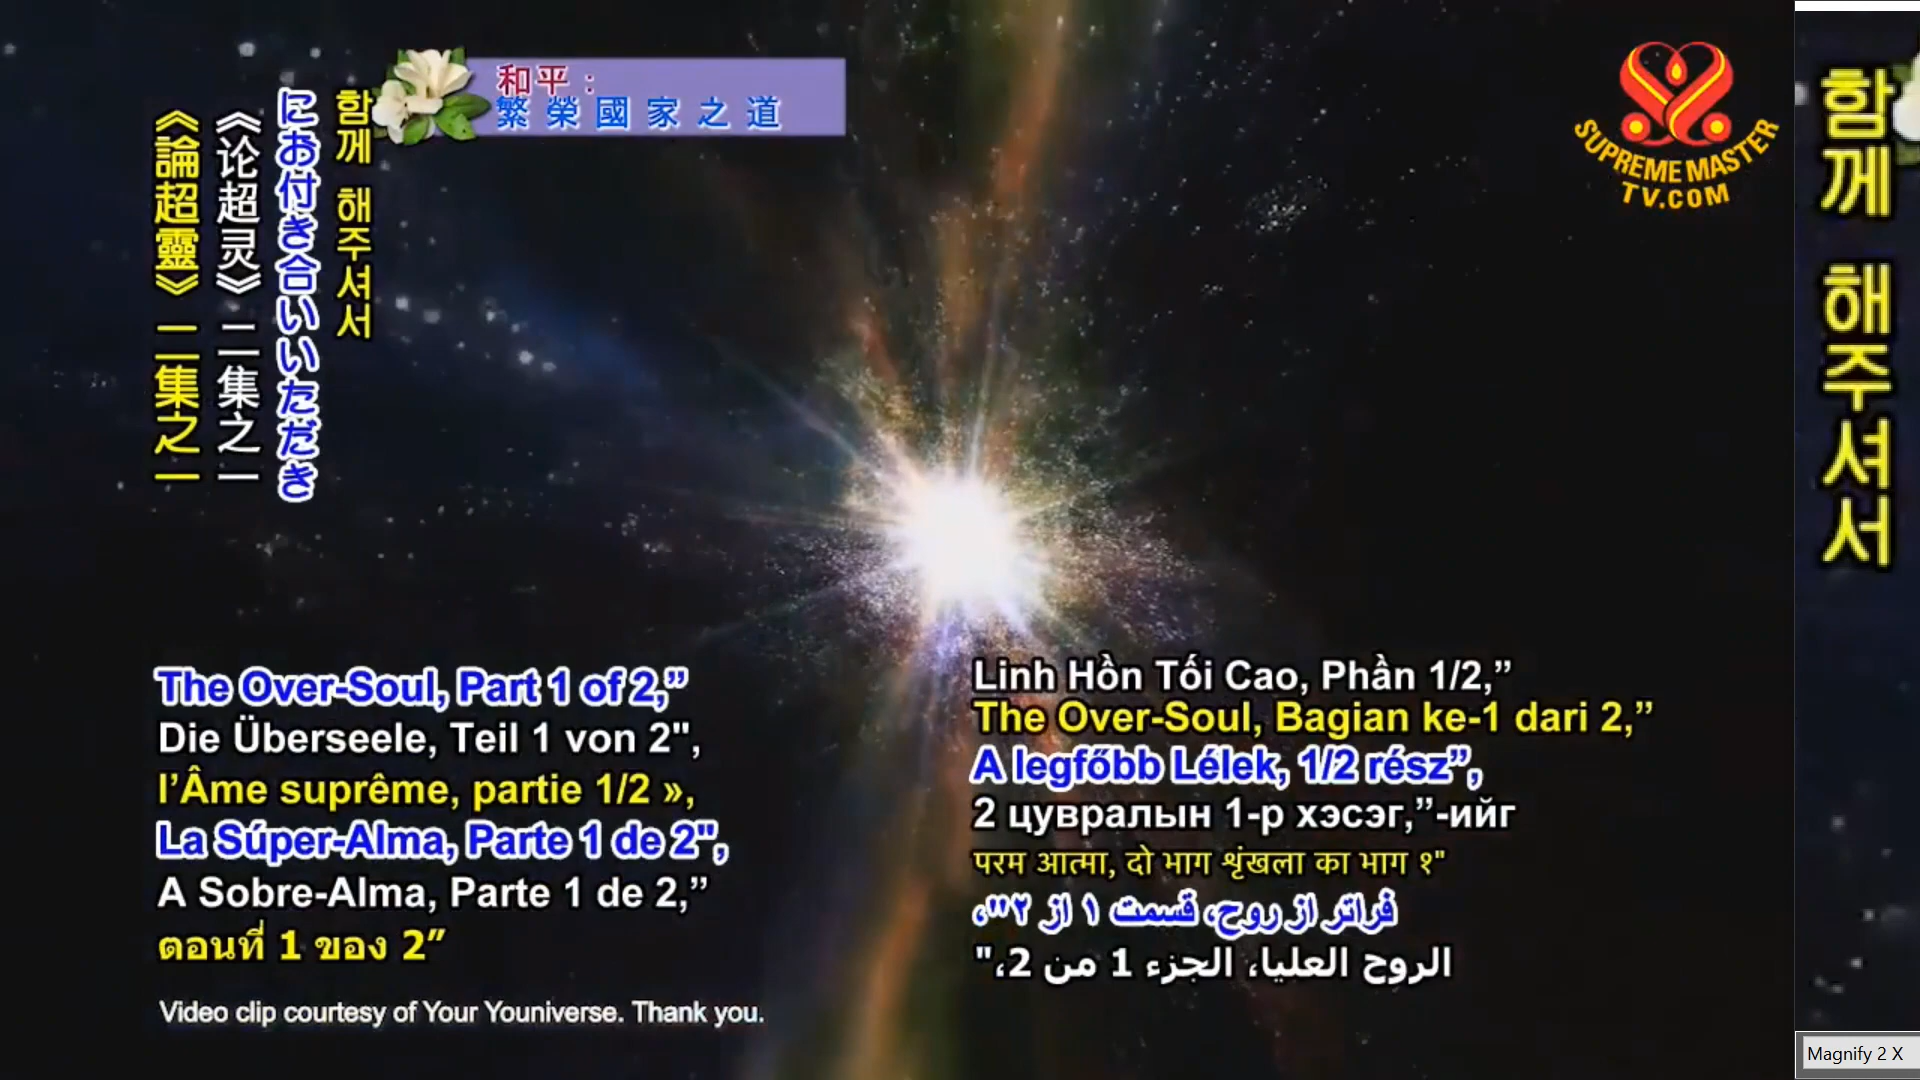 和平：
繁榮國家之道
SUPREME MASTER
TV.COM
함께 해주셔서
にお付き合いいただき
《论超灵》二集之一
《論超靈》二集之一
The Over-Soul, Part 1 of 2,”
Die Überseele, Teil 1 von 2",
l’Âme suprême, partie 1/2 »,
La Súper-Alma, Parte 1 de 2",
A Sobre-Alma, Parte 1 de 2,”
ตอนที่ 1 ของ 2”
Linh Hồn Tối Cao, Phần 1/2,”
The Over-Soul, Bagian ke-1 dari 2,”
A legfőbb Lélek, 1/2 rész”,
2 цувралын 1-р хэсэг,”-ийг
परम आत्मा, दो भाग श्रृंखला का भाग १"
فراتر از روح، قسمت ۱ از ۲"،
الروح العليا، الجزء 1 من 2،"
Video clip courtesy of Your Youniverse. Thank you.
함께 해주셔서
Magnify 2 X